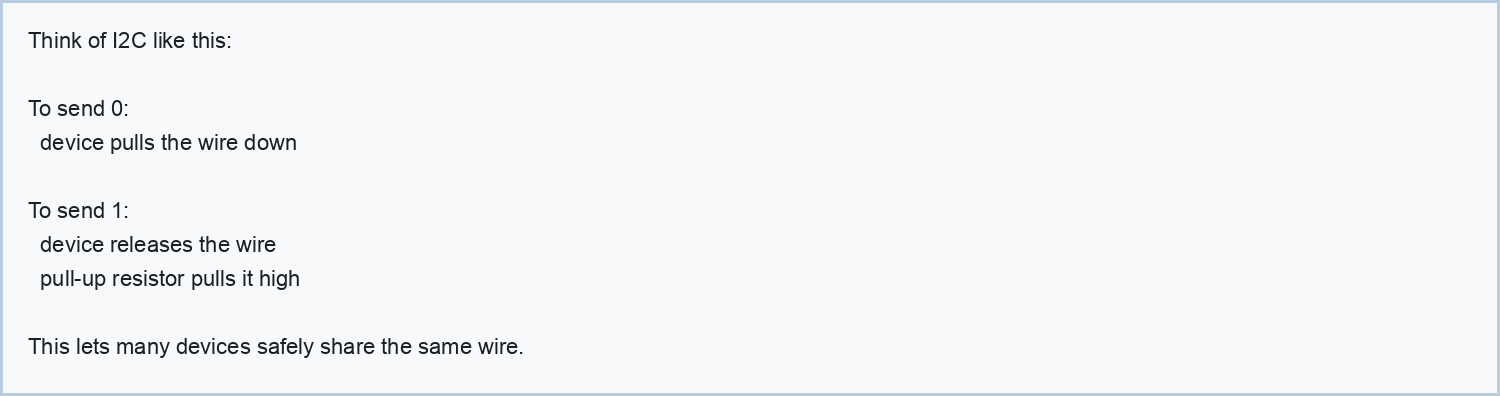 Think of I2C like this:
To send 0:
device pulls the wire down
To send 1:
device releases the wire
pull-up resistor pulls it high
This lets many devices safely share the same wire.